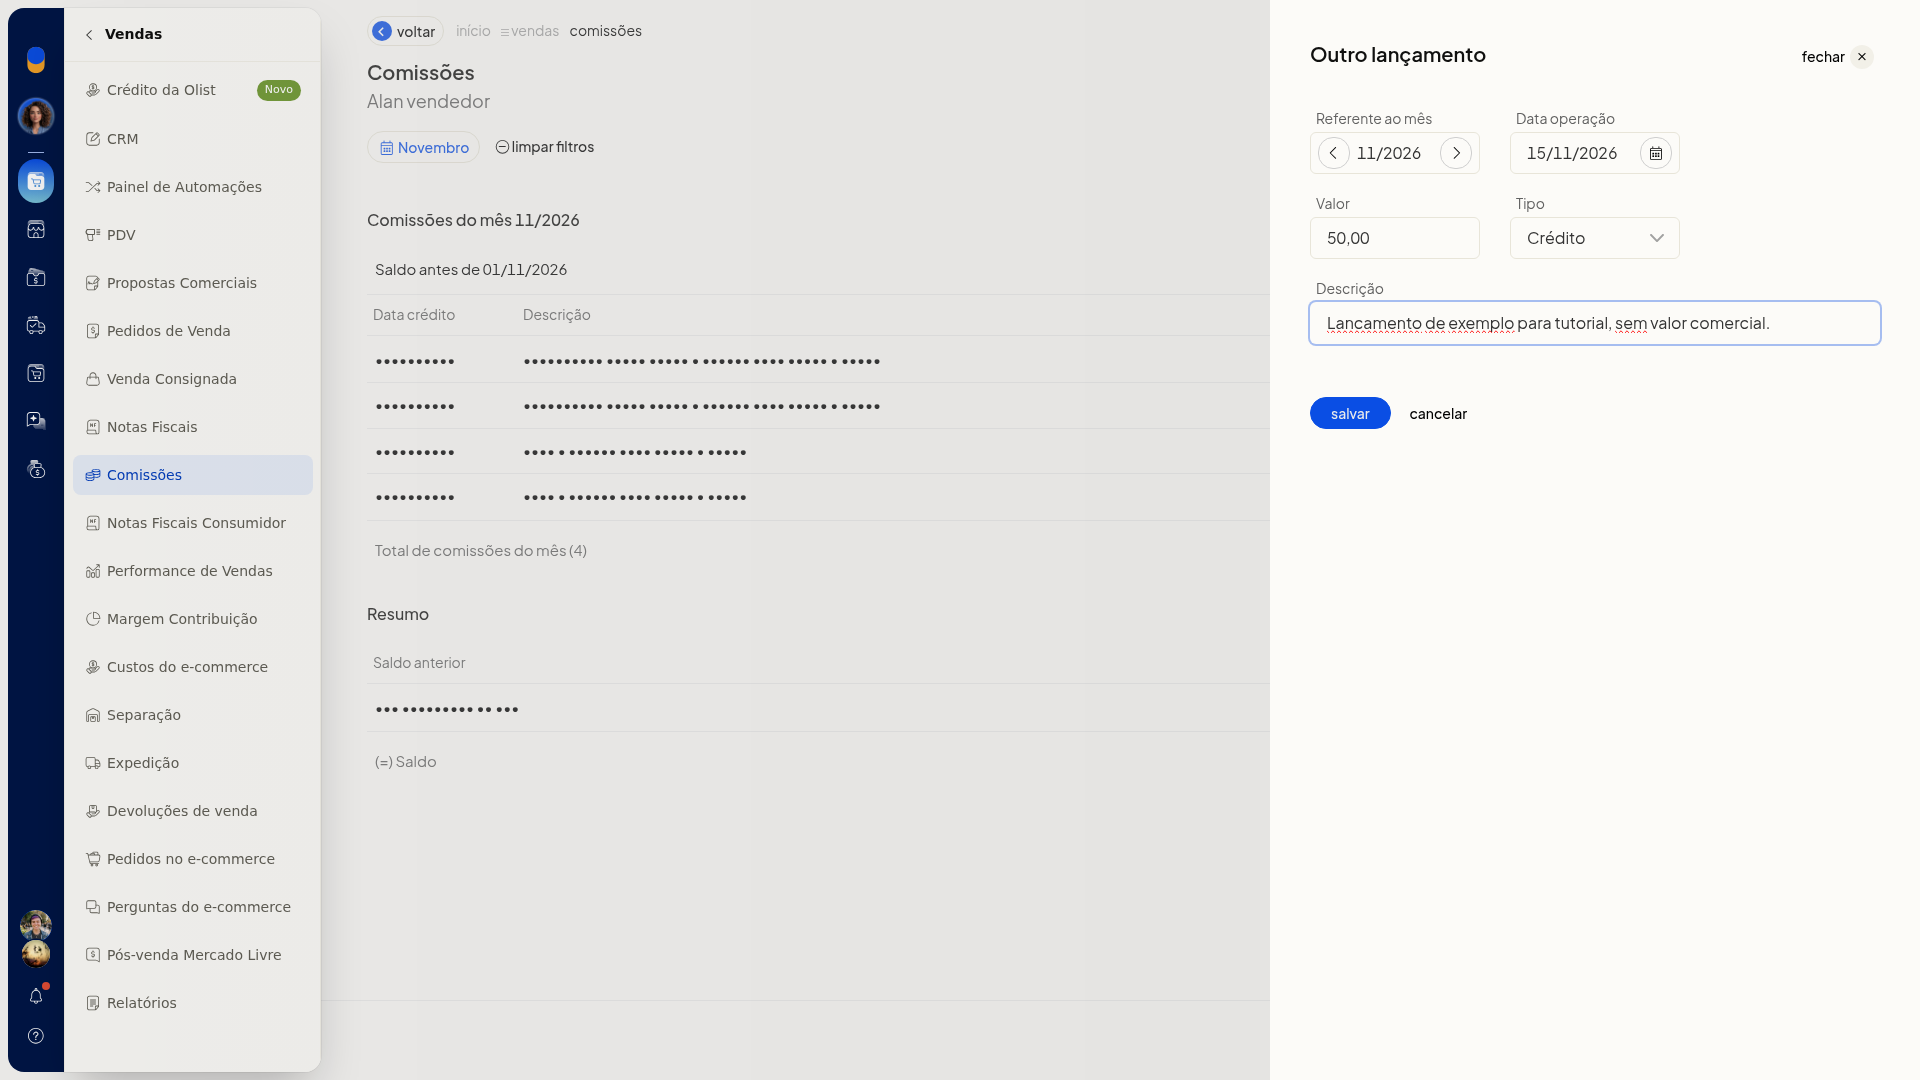 Vendas
Crédito da Olist Novo
CRM
Painel de Automações
PDV
Propostas Comerciais
Pedidos de Venda
Venda Consignada
Notas Fiscais
Comissões
Notas Fiscais Consumidor
Performance de Vendas
Margem Contribuição
Custos do e-commerce
Separação
Expedição
Devoluções de venda
Pedidos no e-commerce
Perguntas do e-commerce
Pós-venda Mercado Livre
Relatórios
voltar início vendas comissões
Comissões
Alan vendedor
Novembro limpar filtros
Comissões do mês 11/2026
Saldo antes de 01/11/2026
Data crédito Descrição
•••••••••• •••••••••• ••••• ••••• • •••••• •••• ••••• • •••••
•••••••••• •••••••••• ••••• ••••• • •••••• •••• ••••• • •••••
•••••••••• •••• • •••••• •••• ••••• • •••••
•••••••••• •••• • •••••• •••• ••••• • •••••
Total de comissões do mês (4)
Resumo
Saldo anterior
••• ••••••••• •• •••
(=) Saldo
Outro lançamento
fechar
Referente ao mês Data operação
11/2026 15/11/2026
Valor Tipo
50,00 Crédito
Descrição
Lancamento de exemplo para tutorial, sem valor comercial.
salvar cancelar